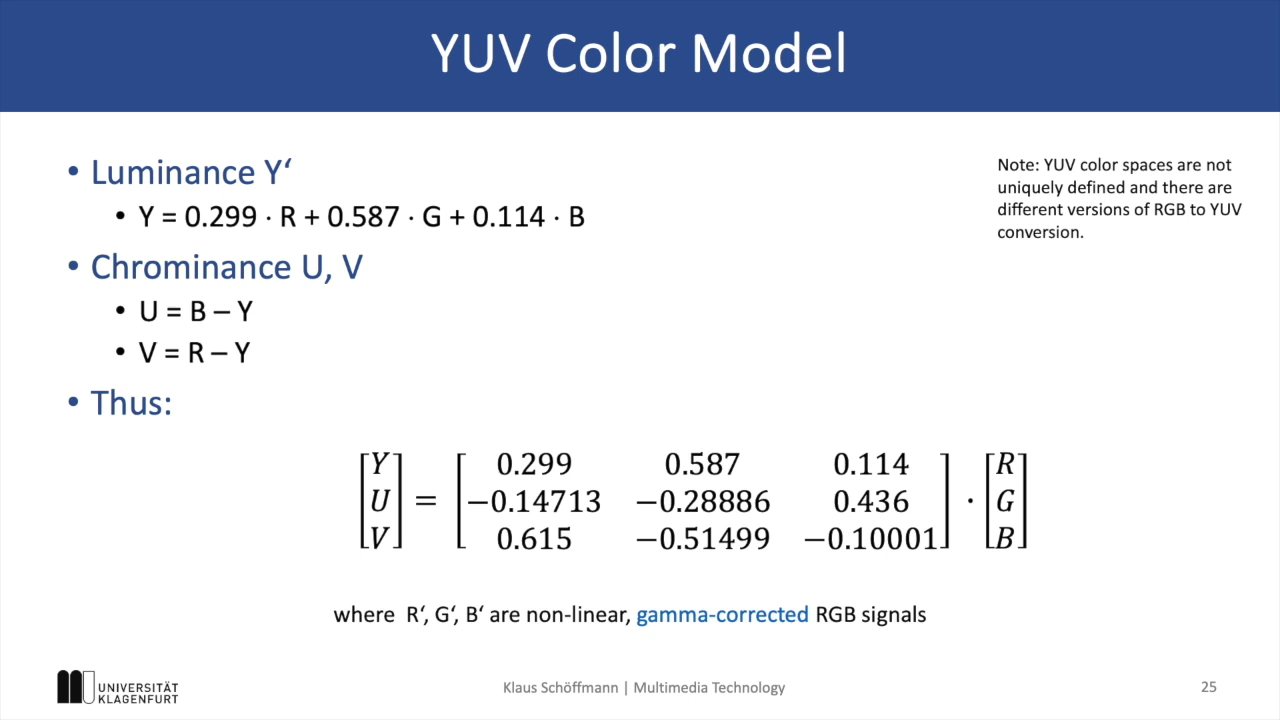 YUV Color Model
• Luminance Y‘
• Y = 0.299 · R + 0.587 · G + 0.114 · B
• Chrominance U, V
• U = B – Y
• V = R – Y
• Thus:
Note: YUV color spaces are not
uniquely defined and there are
different versions of RGB to YUV
conversion.
[Y] [0.299 0.587 0.114] [R]
[U] = [−0.14713 −0.28886 0.436] · [G]
[V] [0.615 −0.51499 −0.10001] [B]
where R‘, G‘, B‘ are non-linear, gamma-corrected RGB signals
UNIVERSITÄT
KLAGENFURT
Klaus Schöffmann | Multimedia Technology
25